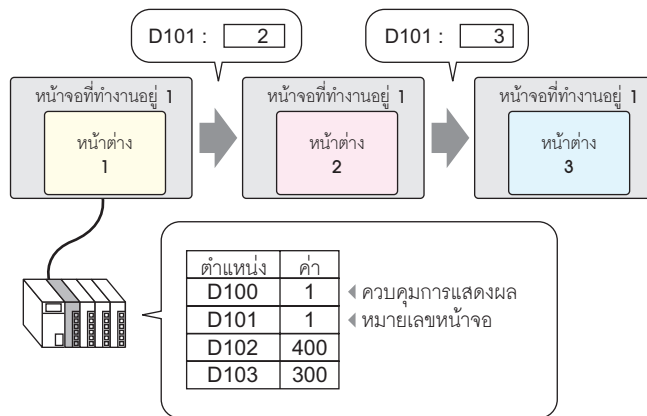 D101 : 2
D101 : 3
หน้าจอที่ทำงานอยู่ 1
หน้าต่าง
1
หน้าจอที่ทำงานอยู่ 1
หน้าต่าง
2
หน้าจอที่ทำงานอยู่ 1
หน้าต่าง
3
ตำแหน่ง ค่า
D100 1 ควบคุมการแสดงผล
D101 1 หมายเลขหน้าจอ
D102 400
D103 300